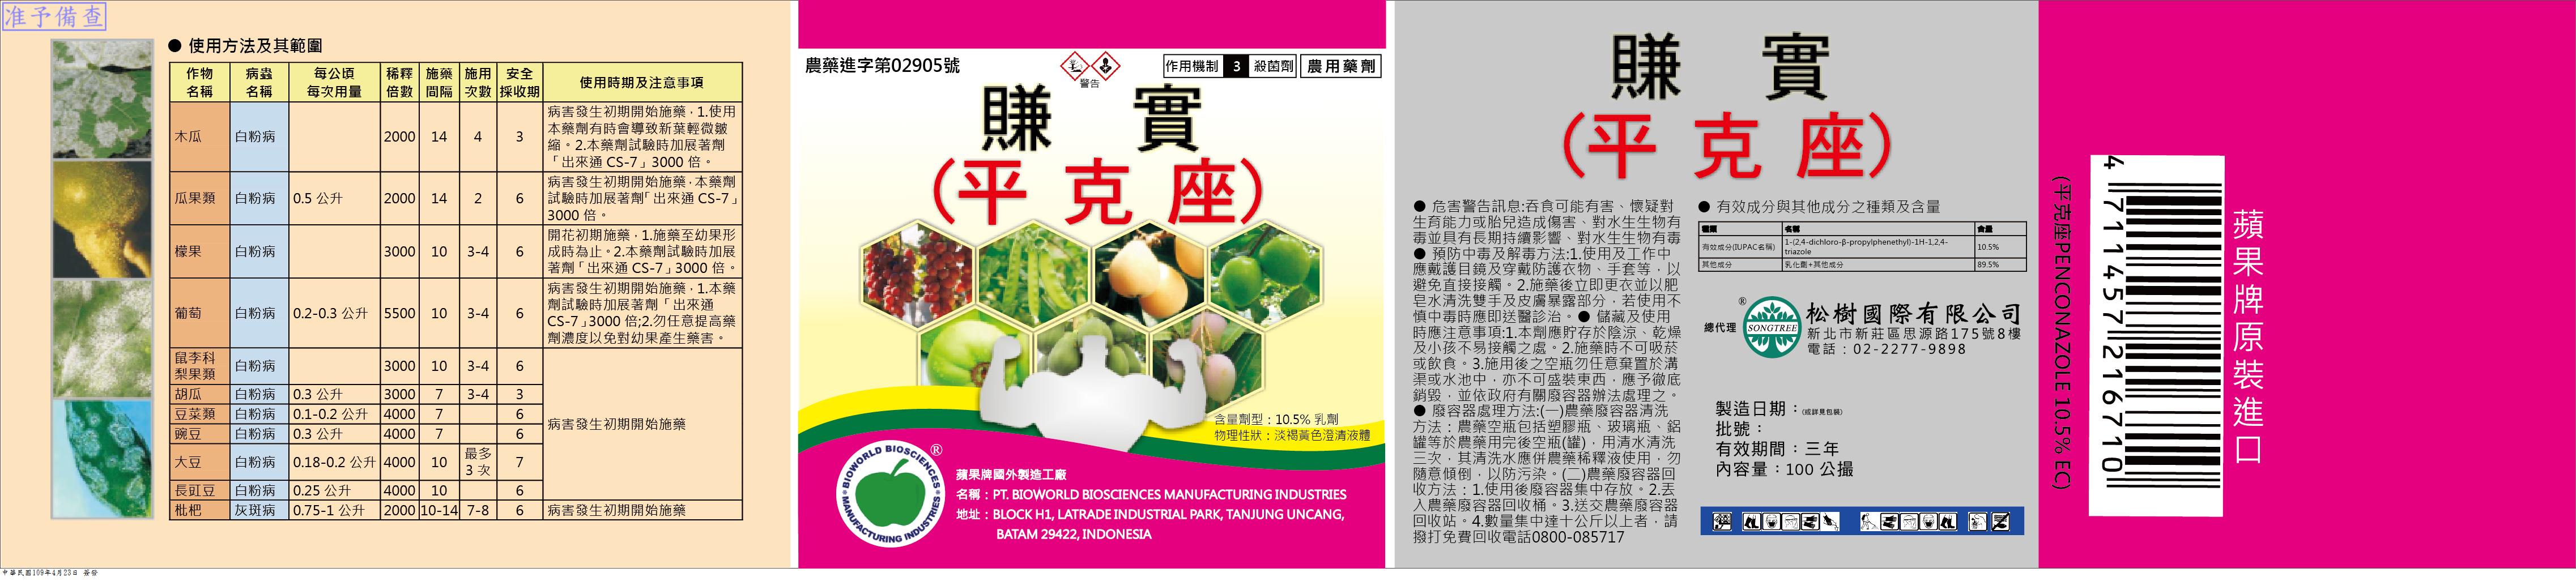 准予備查
● 使用方法及其範圍
作物名稱 病蟲名稱 每公頃每次用量 稀釋倍數 施藥間隔 施用次數 安全採收期 使用時期及注意事項
木瓜 白粉病 2000 14 4 3 病害發生初期開始施藥，1.使用本藥劑有時會導致新葉輕微皺縮。2.本藥劑試驗時加展著劑「出來通 CS-7」3000 倍。
瓜果類 白粉病 0.5 公升 2000 14 2 6 病害發生初期開始施藥，本藥劑試驗時加展著劑「出來通 CS-7」3000 倍。
檬果 白粉病 3000 10 3-4 6 開花初期施藥，1.施藥至幼果形成時為止。2.本藥劑試驗時加展著劑「出來通 CS-7」3000 倍。
葡萄 白粉病 0.2-0.3 公升 5500 10 3-4 6 病害發生初期開始施藥，1.本藥劑試驗時加展著劑「出來通 CS-7」3000 倍;2.勿任意提高藥劑濃度以免對幼果產生藥害。
鼠李科梨果類 白粉病 3000 10 3-4 6 病害發生初期開始施藥
胡瓜 白粉病 0.3 公升 3000 7 3-4 3
豆菜類 白粉病 0.1-0.2 公升 4000 7 6
豌豆 白粉病 0.3 公升 4000 7 6
大豆 白粉病 0.18-0.2 公升 4000 10 最多3 次 7
長豇豆 白粉病 0.25 公升 4000 10 6
枇杷 灰斑病 0.75-1 公升 2000 10-14 7-8 6 病害發生初期開始施藥
中華民國109年4月23日 簽發
農藥進字第02905號
警告
作用機制 3 殺菌劑 農用藥劑
賺 實
(平 克 座)
含量劑型：10.5% 乳劑
物理性狀：淡褐黃色澄清液體
BIOWORLD BIOSCIENCES MANUFACTURING INDUSTRIES ®
蘋果牌國外製造工廠
名稱：PT. BIOWORLD BIOSCIENCES MANUFACTURING INDUSTRIES
地址：BLOCK H1, LATRADE INDUSTRIAL PARK, TANJUNG UNCANG,
BATAM 29422, INDONESIA
賺 實
(平 克 座)
● 危害警告訊息:吞食可能有害、懷疑對
生育能力或胎兒造成傷害、對水生生物有
毒並具有長期持續影響、對水生生物有毒
● 預防中毒及解毒方法:1.使用及工作中
應戴護目鏡及穿戴防護衣物、手套等，以
避免直接接觸。2.施藥後立即更衣並以肥
皂水清洗雙手及皮膚暴露部分，若使用不
慎中毒時應即送醫診治。● 儲藏及使用
時應注意事項:1.本劑應貯存於陰涼、乾燥
及小孩不易接觸之處。2.施藥時不可吸菸
或飲食。3.施用後之空瓶勿任意棄置於溝
渠或水池中，亦不可盛裝東西，應予徹底
銷毀，並依政府有關廢容器辦法處理之。
● 廢容器處理方法:(一)農藥廢容器清洗
方法：農藥空瓶包括塑膠瓶、玻璃瓶、鋁
罐等於農藥用完後空瓶(罐)，用清水清洗
三次，其清洗水應併農藥稀釋液使用，勿
隨意傾倒，以防污染。(二)農藥廢容器回
收方法：1.使用後廢容器集中存放。2.丟
入農藥廢容器回收桶。3.送交農藥廢容器
回收站。4.數量集中達十公斤以上者，請
撥打免費回收電話0800-085717
● 有效成分與其他成分之種類及含量
種類 名稱 含量
有效成分(IUPAC名稱) 1-(2,4-dichloro-β-propylphenethyl)-1H-1,2,4-triazole 10.5%
其他成分 乳化劑+其他成分 89.5%
總代理 ® SONGTREE 松樹國際有限公司
新北市新莊區思源路175號8樓
電話：02-2277-9898
製造日期：(或詳見包裝)
批號：
有效期間：三年
內容量：100 公撮
(平克座PENCONAZOLE 10.5% EC)
4 711457 216710
蘋果牌原裝進口